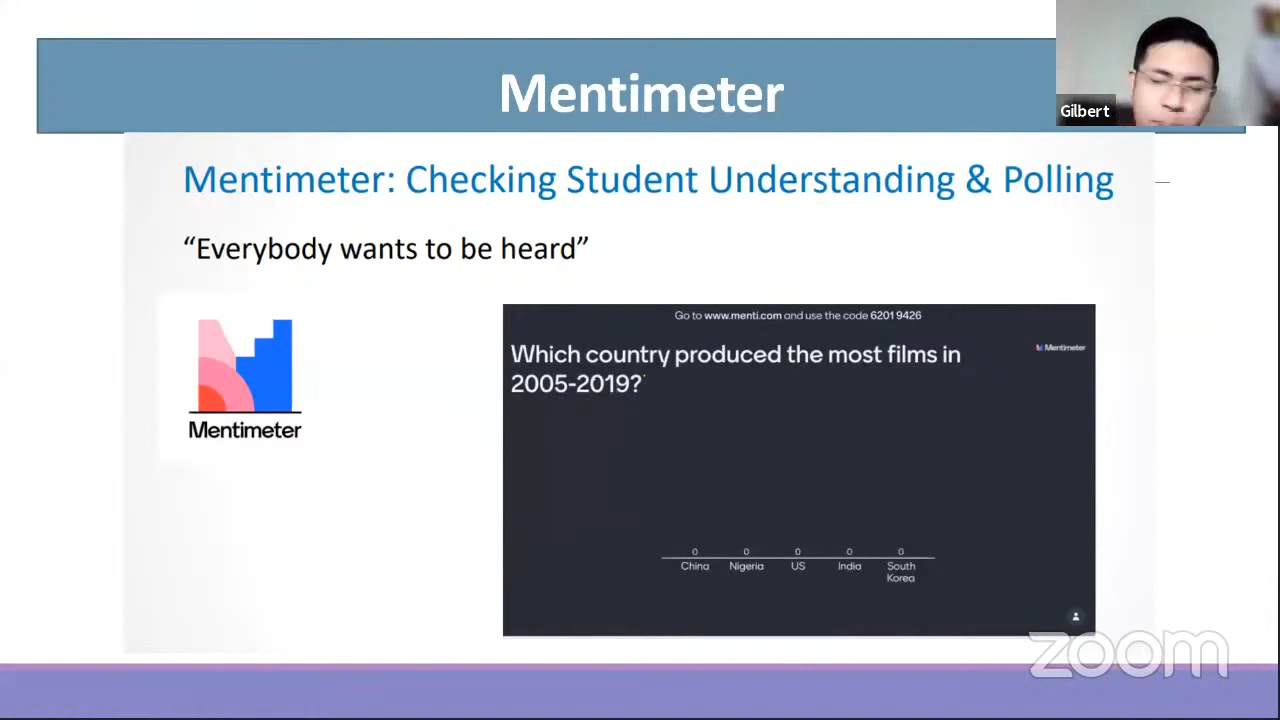 Mentimeter
Gilbert
Mentimeter: Checking Student Understanding & Polling
“Everybody wants to be heard”
Mentimeter
Go to www.menti.com and use the code 6201 9426
Mentimeter
Which country produced the most films in
2005-2019?
0 0 0 0 0
China Nigeria US India South
Korea
zoom